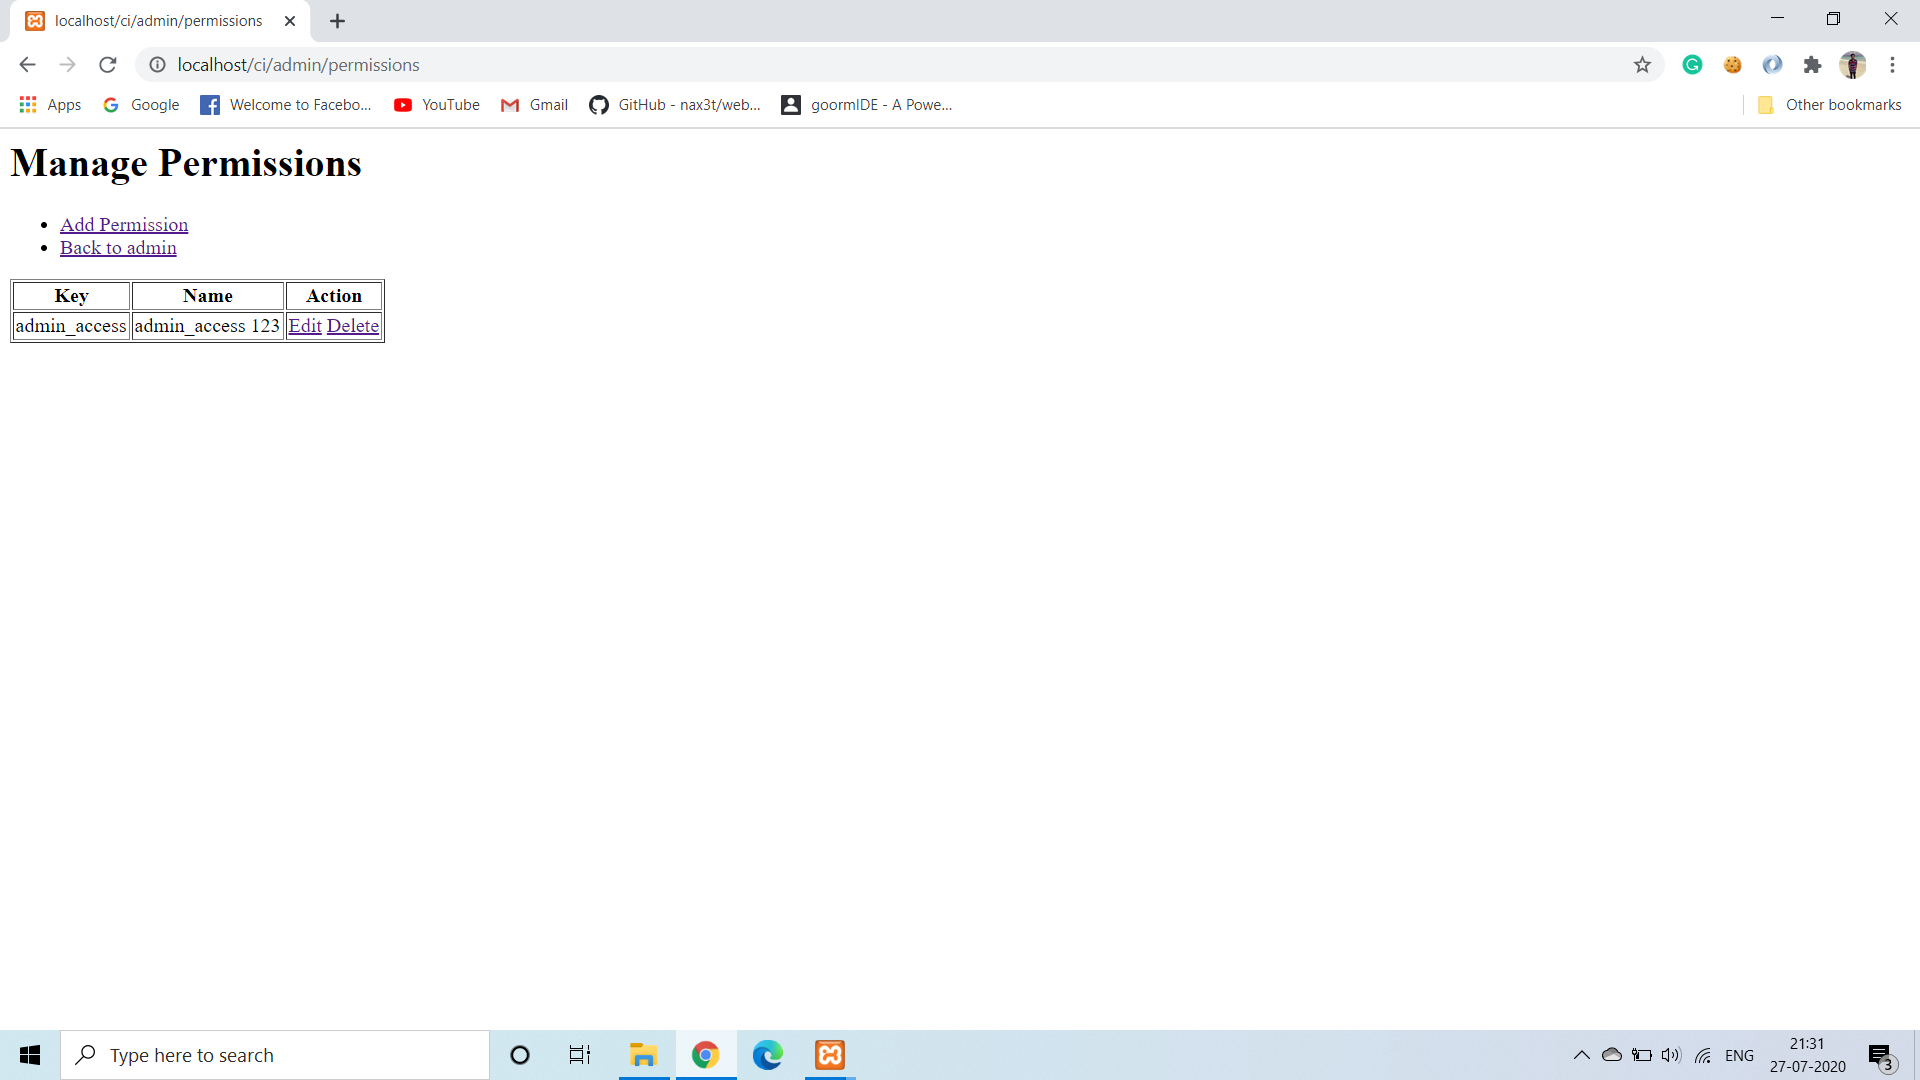 localhost/ci/admin/permissions
localhost/ci/admin/permissions
Apps Google Welcome to Facebo... YouTube Gmail GitHub - nax3t/web... goormIDE - A Powe... Other bookmarks
Manage Permissions
Add Permission
Back to admin
Key Name Action
admin_access admin_access 123 Edit Delete
Type here to search
ENG
21:31
27-07-2020
3